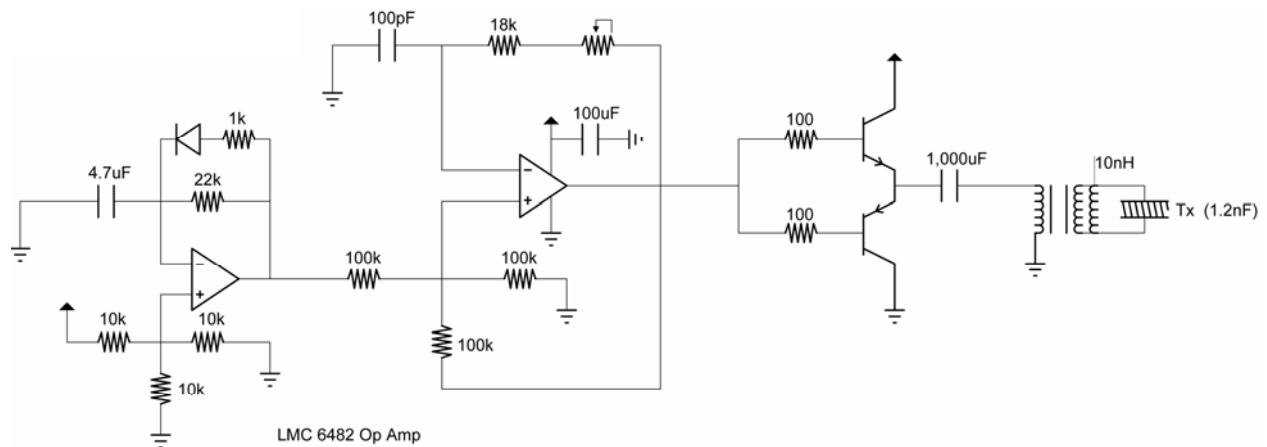 100pF
18k
1k
100uF
100
10nH
4.7uF
22k
1,000uF
Tx (1.2nF)
−
+
100
−
+
100k
100k
10k
10k
100k
10k
LMC 6482 Op Amp